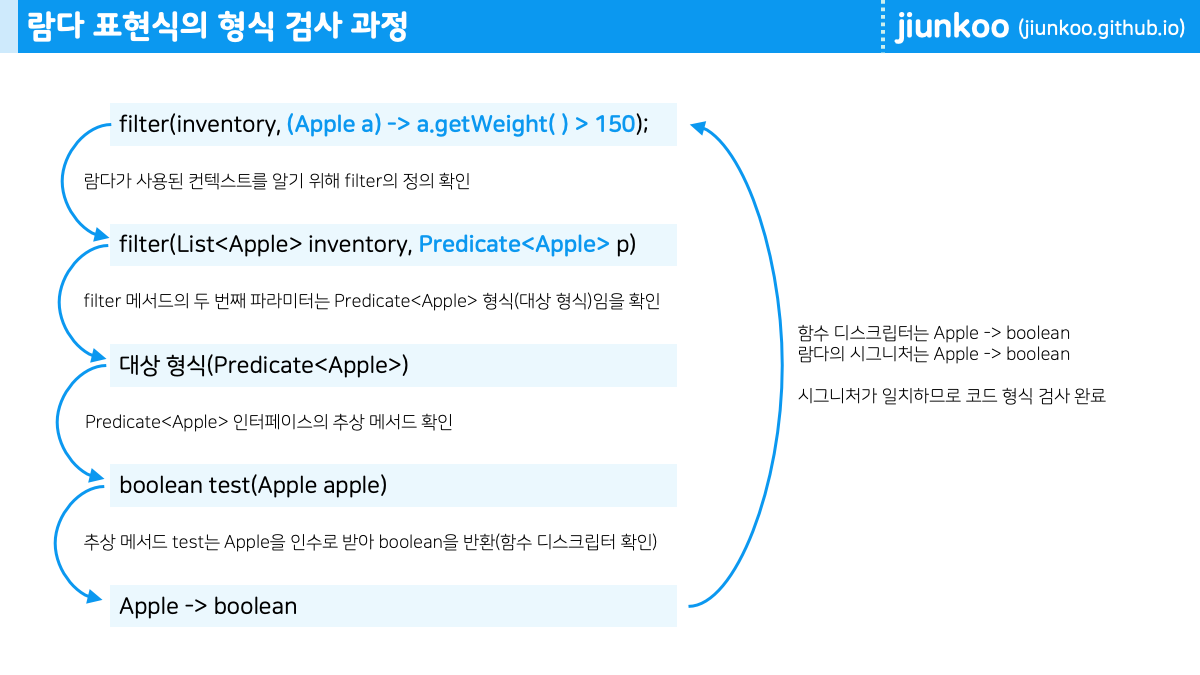 람다 표현식의 형식 검사 과정
jiunkoo (jiunkoo.github.io)
filter(inventory, (Apple a) -> a.getWeight( ) > 150);
람다가 사용된 컨텍스트를 알기 위해 filter의 정의 확인
filter(List<Apple> inventory, Predicate<Apple> p)
filter 메서드의 두 번째 파라미터는 Predicate<Apple> 형식(대상 형식)임을 확인
대상 형식(Predicate<Apple>)
Predicate<Apple> 인터페이스의 추상 메서드 확인
boolean test(Apple apple)
추상 메서드 test는 Apple을 인수로 받아 boolean을 반환(함수 디스크립터 확인)
Apple -> boolean
함수 디스크립터는 Apple -> boolean
람다의 시그니처는 Apple -> boolean
시그니처가 일치하므로 코드 형식 검사 완료